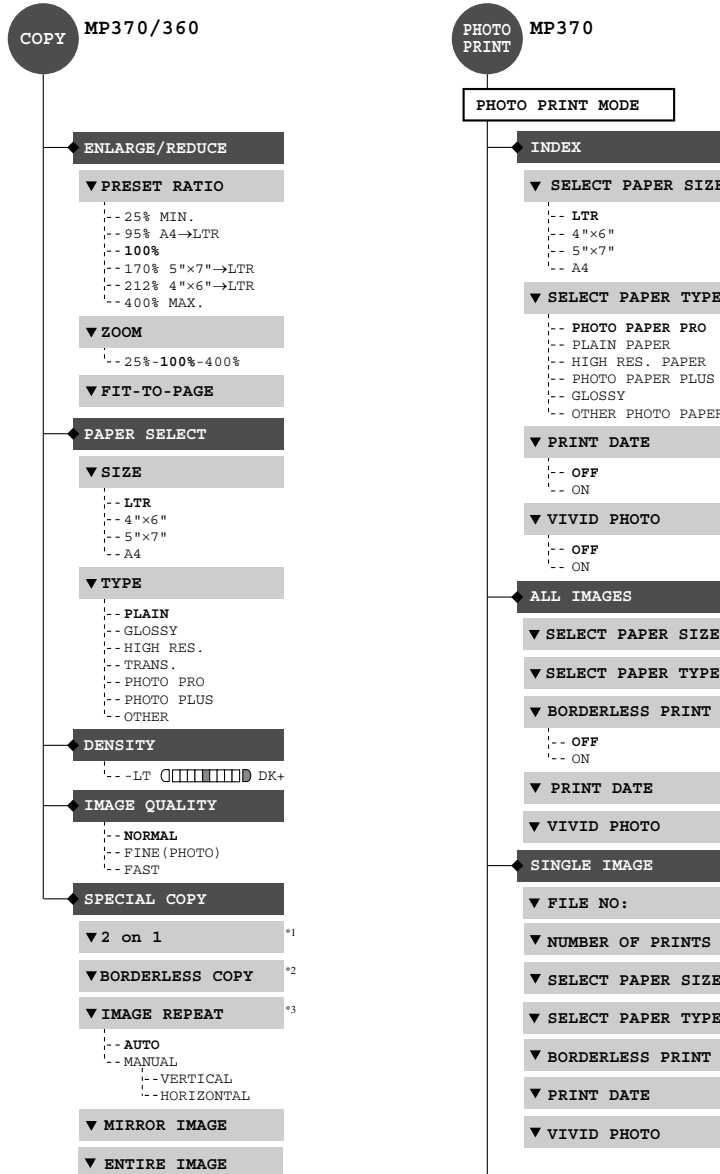 COPY
MP370/360
ENLARGE/REDUCE
▼PRESET RATIO
25% MIN.
95% A4→LTR
100%
170% 5"×7"→LTR
212% 4"×6"→LTR
400% MAX.
▼ZOOM
25%-100%-400%
▼FIT-TO-PAGE
PAPER SELECT
▼SIZE
LTR
4"×6"
5"×7"
A4
▼TYPE
PLAIN
GLOSSY
HIGH RES.
TRANS.
PHOTO PRO
PHOTO PLUS
OTHER
DENSITY
-LT DK+
IMAGE QUALITY
NORMAL
FINE(PHOTO)
FAST
SPECIAL COPY
▼2 on 1 *1
▼BORDERLESS COPY *2
▼IMAGE REPEAT *3
AUTO
MANUAL
VERTICAL
HORIZONTAL
▼ MIRROR IMAGE
▼ ENTIRE IMAGE
PHOTO
PRINT
MP370
PHOTO PRINT MODE
INDEX
▼ SELECT PAPER SIZE
LTR
4"×6"
5"×7"
A4
▼ SELECT PAPER TYPE
PHOTO PAPER PRO
PLAIN PAPER
HIGH RES. PAPER
PHOTO PAPER PLUS
GLOSSY
OTHER PHOTO PAPER
▼ PRINT DATE
OFF
ON
▼ VIVID PHOTO
OFF
ON
ALL IMAGES
▼ SELECT PAPER SIZE
▼ SELECT PAPER TYPE
▼ BORDERLESS PRINT
OFF
ON
▼ PRINT DATE
▼ VIVID PHOTO
SINGLE IMAGE
▼ FILE NO:
▼ NUMBER OF PRINTS
▼ SELECT PAPER SIZE
▼ SELECT PAPER TYPE
▼ BORDERLESS PRINT
▼ PRINT DATE
▼ VIVID PHOTO